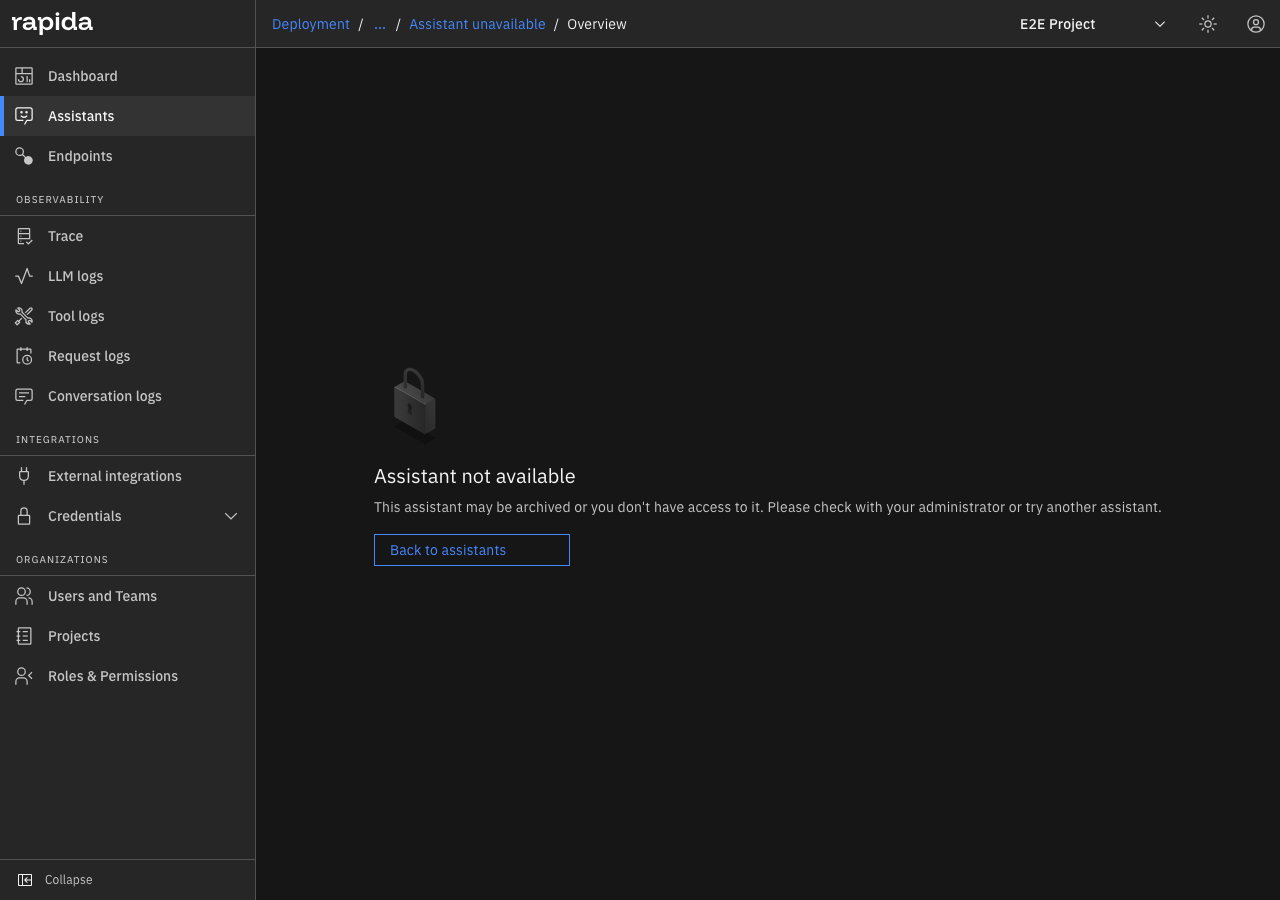 rapida
Deployment / ... / Assistant unavailable / Overview
E2E Project
Dashboard
Assistants
Endpoints
OBSERVABILITY
Trace
LLM logs
Tool logs
Request logs
Conversation logs
INTEGRATIONS
External integrations
Credentials
ORGANIZATIONS
Users and Teams
Projects
Roles & Permissions
Collapse
Assistant not available
This assistant may be archived or you don't have access to it. Please check with your administrator or try another assistant.
Back to assistants